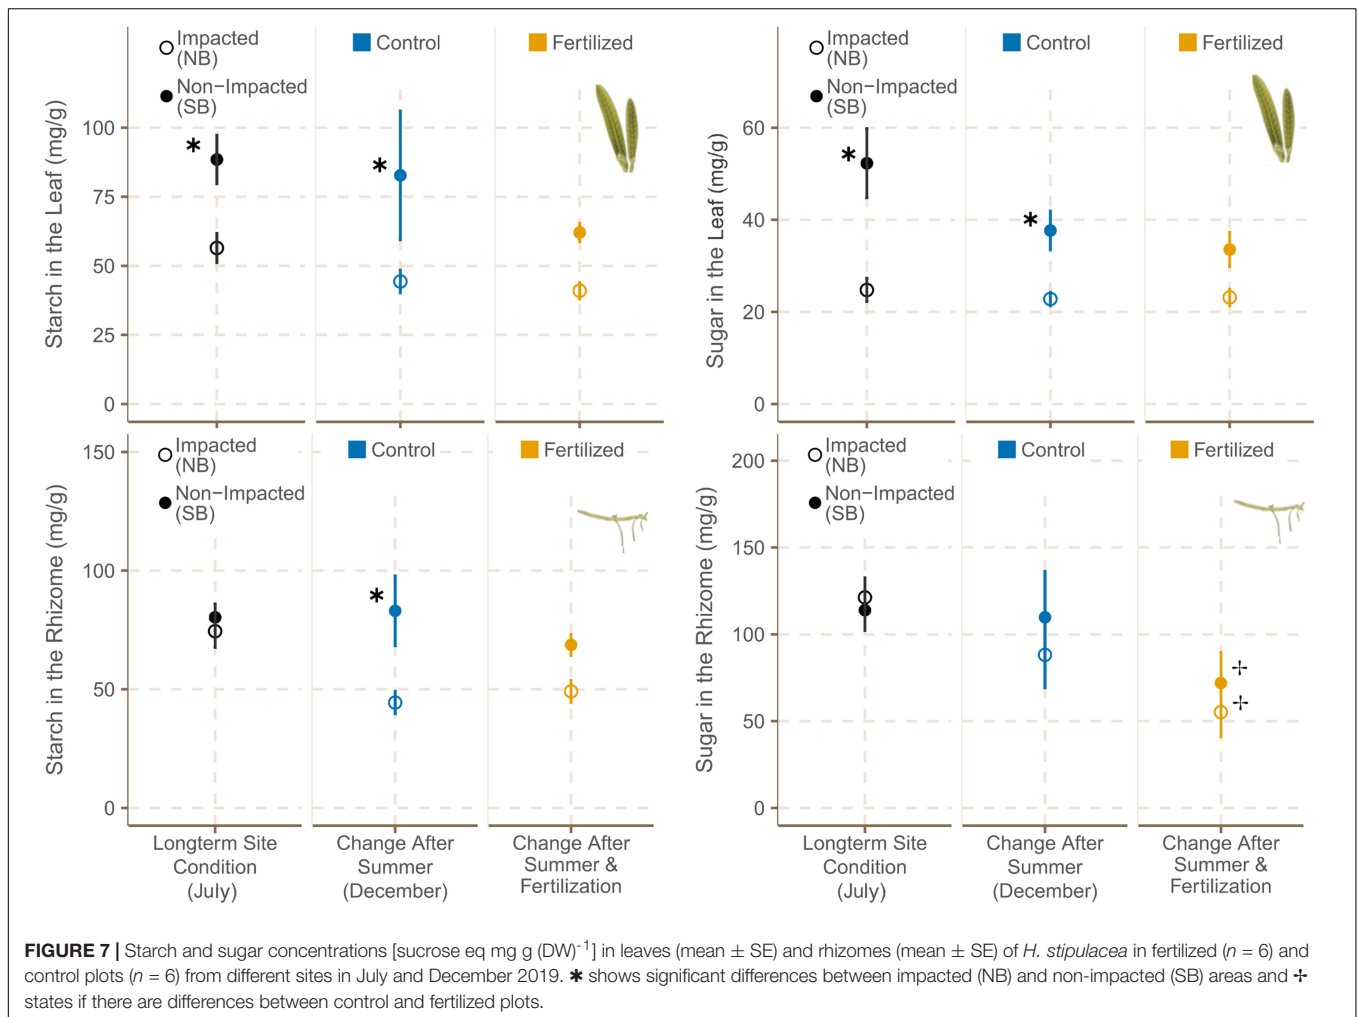 Impacted
(NB)
Non−Impacted
(SB)
Control
Fertilized
Starch in the Leaf (mg/g)
100
75
50
25
0
*
*
Impacted
(NB)
Non−Impacted
(SB)
Control
Fertilized
Sugar in the Leaf (mg/g)
60
40
20
0
*
*
Impacted
(NB)
Non−Impacted
(SB)
Control
Fertilized
Starch in the Rhizome (mg/g)
150
100
50
0
*
Longterm Site
Condition
(July)
Change After
Summer
(December)
Change After
Summer &
Fertilization
Impacted
(NB)
Non−Impacted
(SB)
Control
Fertilized
Sugar in the Rhizome (mg/g)
200
150
100
50
0
✢
✢
Longterm Site
Condition
(July)
Change After
Summer
(December)
Change After
Summer &
Fertilization
FIGURE 7 | Starch and sugar concentrations [sucrose eq mg g (DW)⁻¹] in leaves (mean ± SE) and rhizomes (mean ± SE) of H. stipulacea in fertilized (n = 6) and
control plots (n = 6) from different sites in July and December 2019. * shows significant differences between impacted (NB) and non-impacted (SB) areas and ✢
states if there are differences between control and fertilized plots.